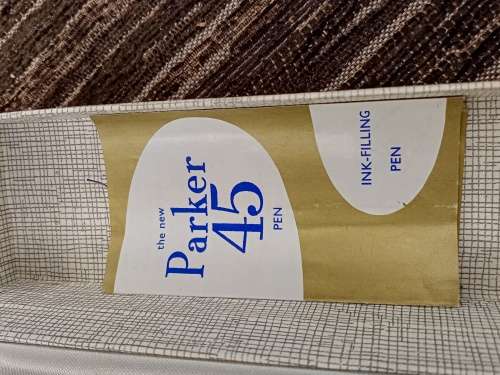 the new
Parker
45
PEN
INK-FILLING
PEN